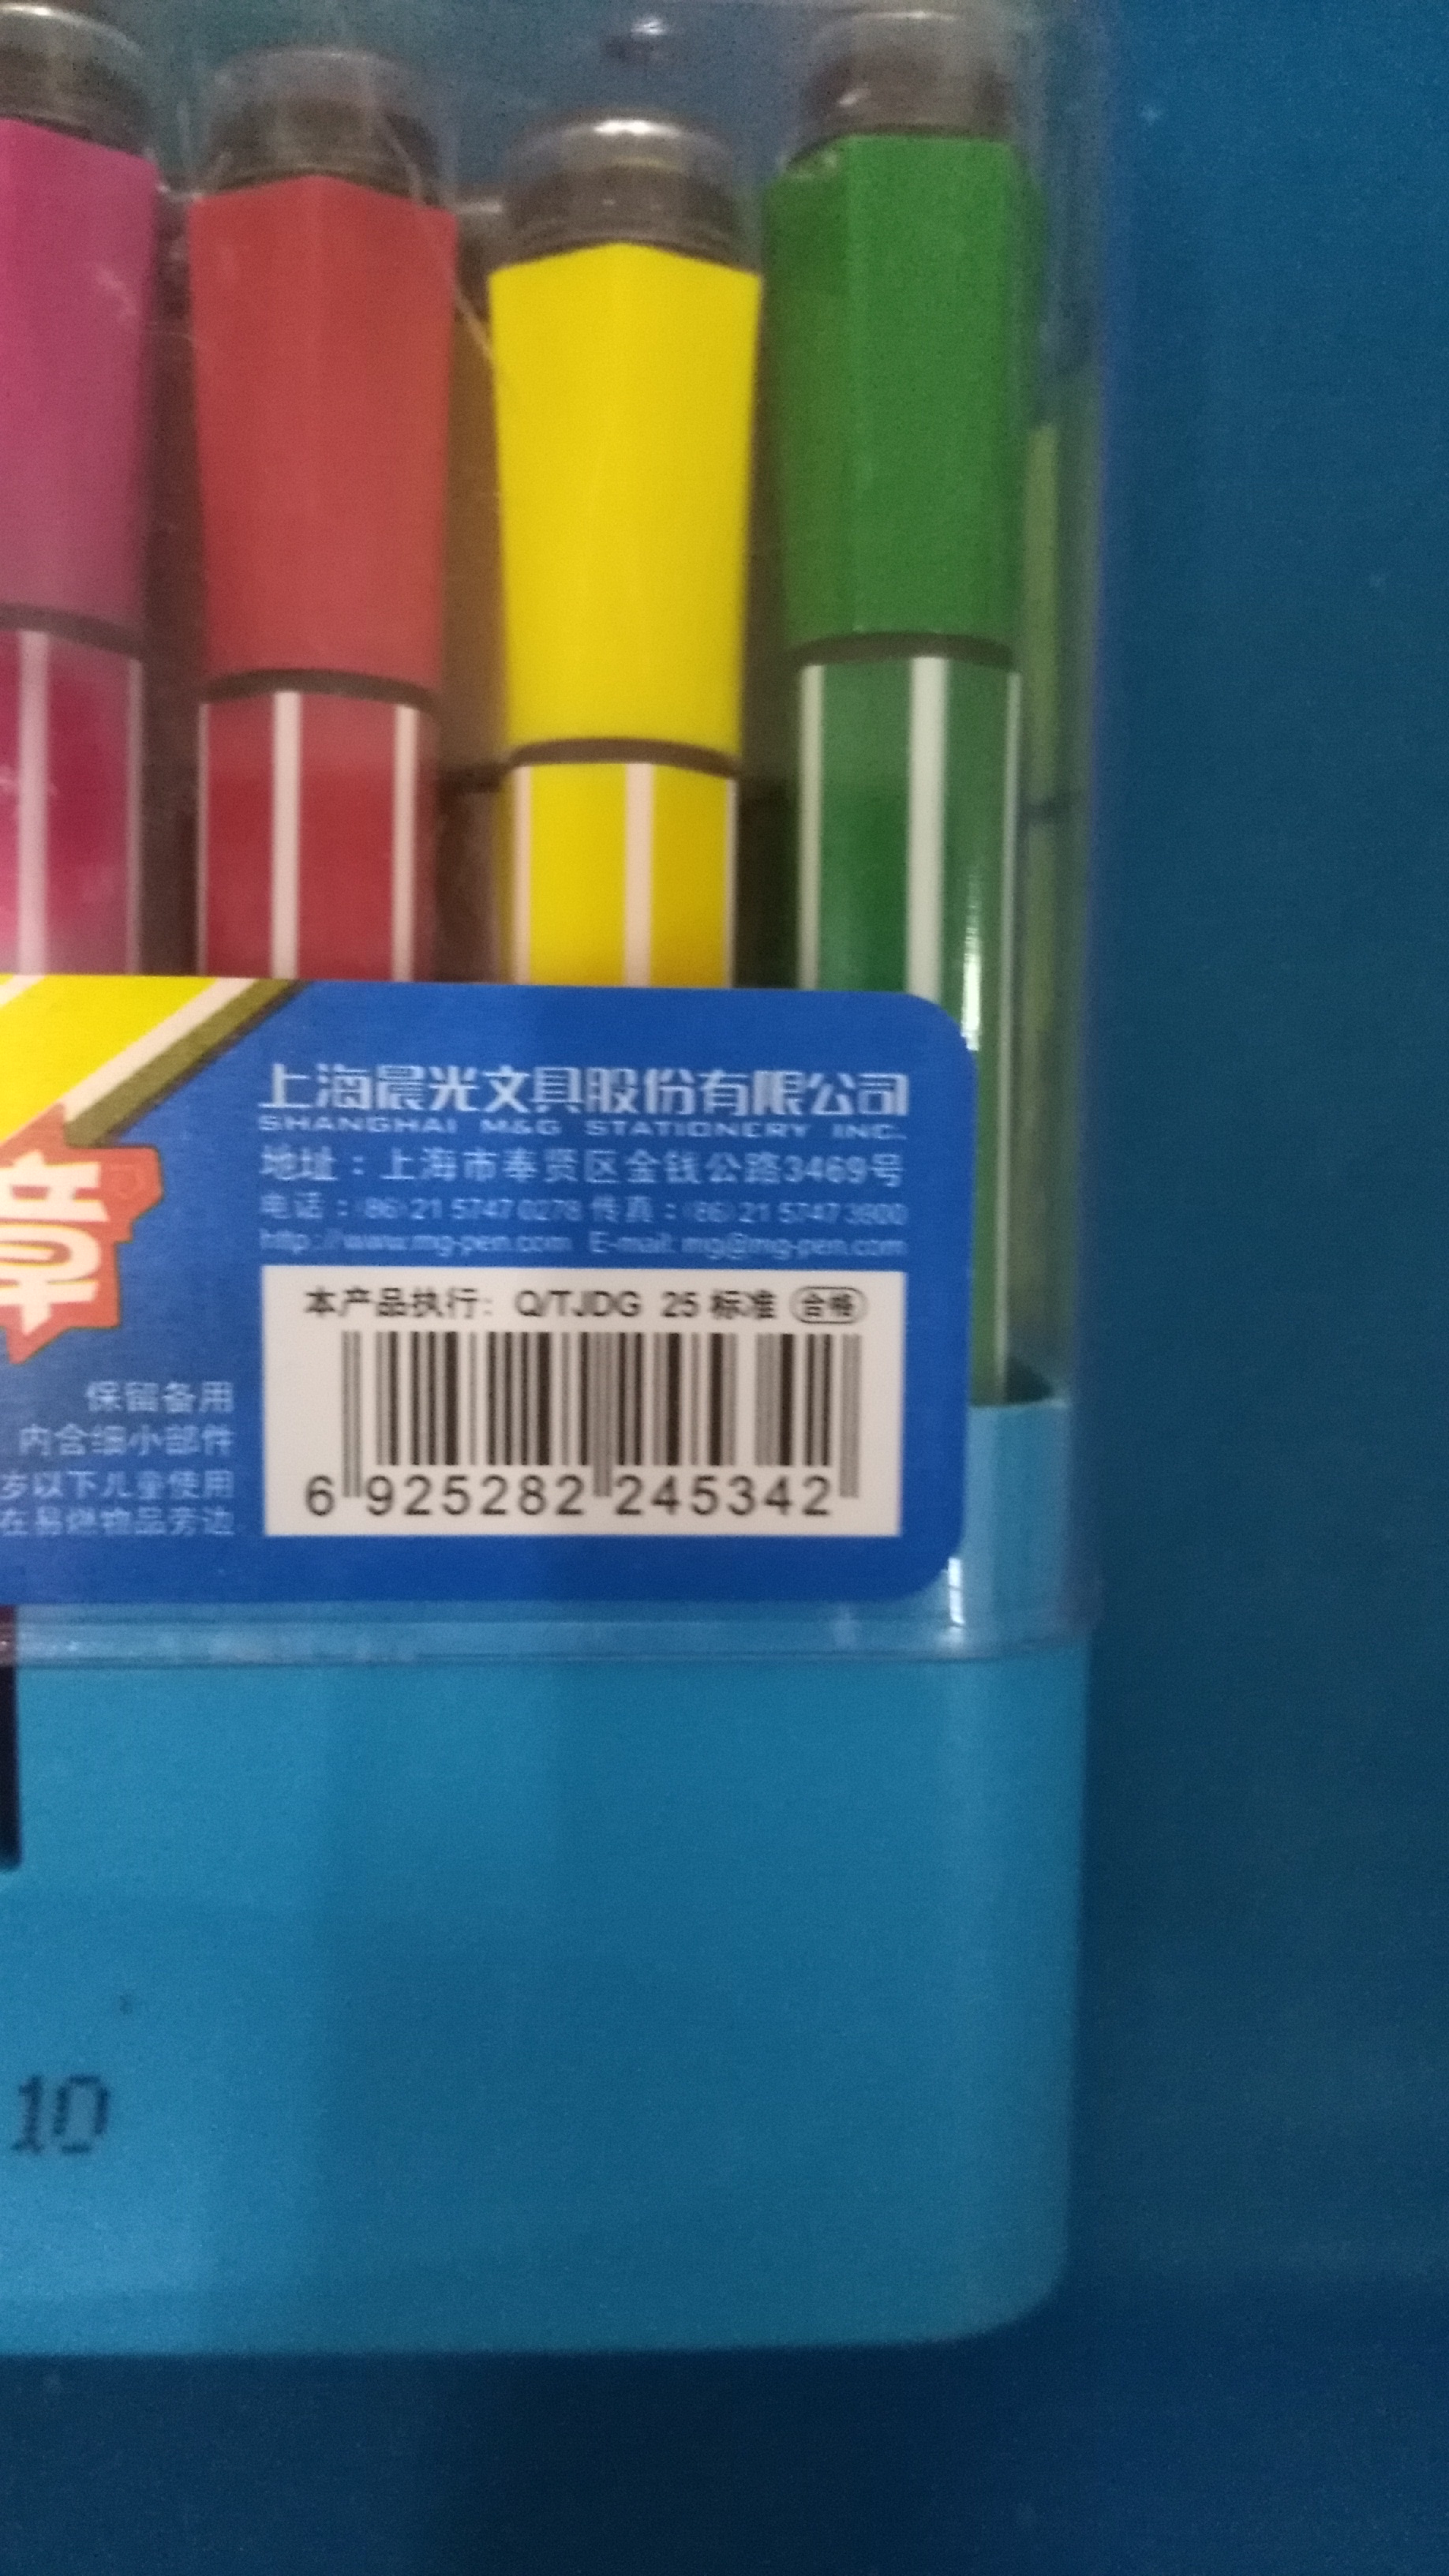 上海晨光文具股份有限公司
SHANGHAI M&G STATIONERY INC.
地址：上海市奉贤区金钱公路3469号
电话：(86) 21 5747 0278 传真：(86) 21 5747 3900
http://www.mg-pen.com E-mail: mg@mg-pen.com
章
本产品执行：Q/TJDG 25 标准 合格
6 925282 245342
保留备用
内含细小部件
岁以下儿童使用
在易燃物品旁边
10